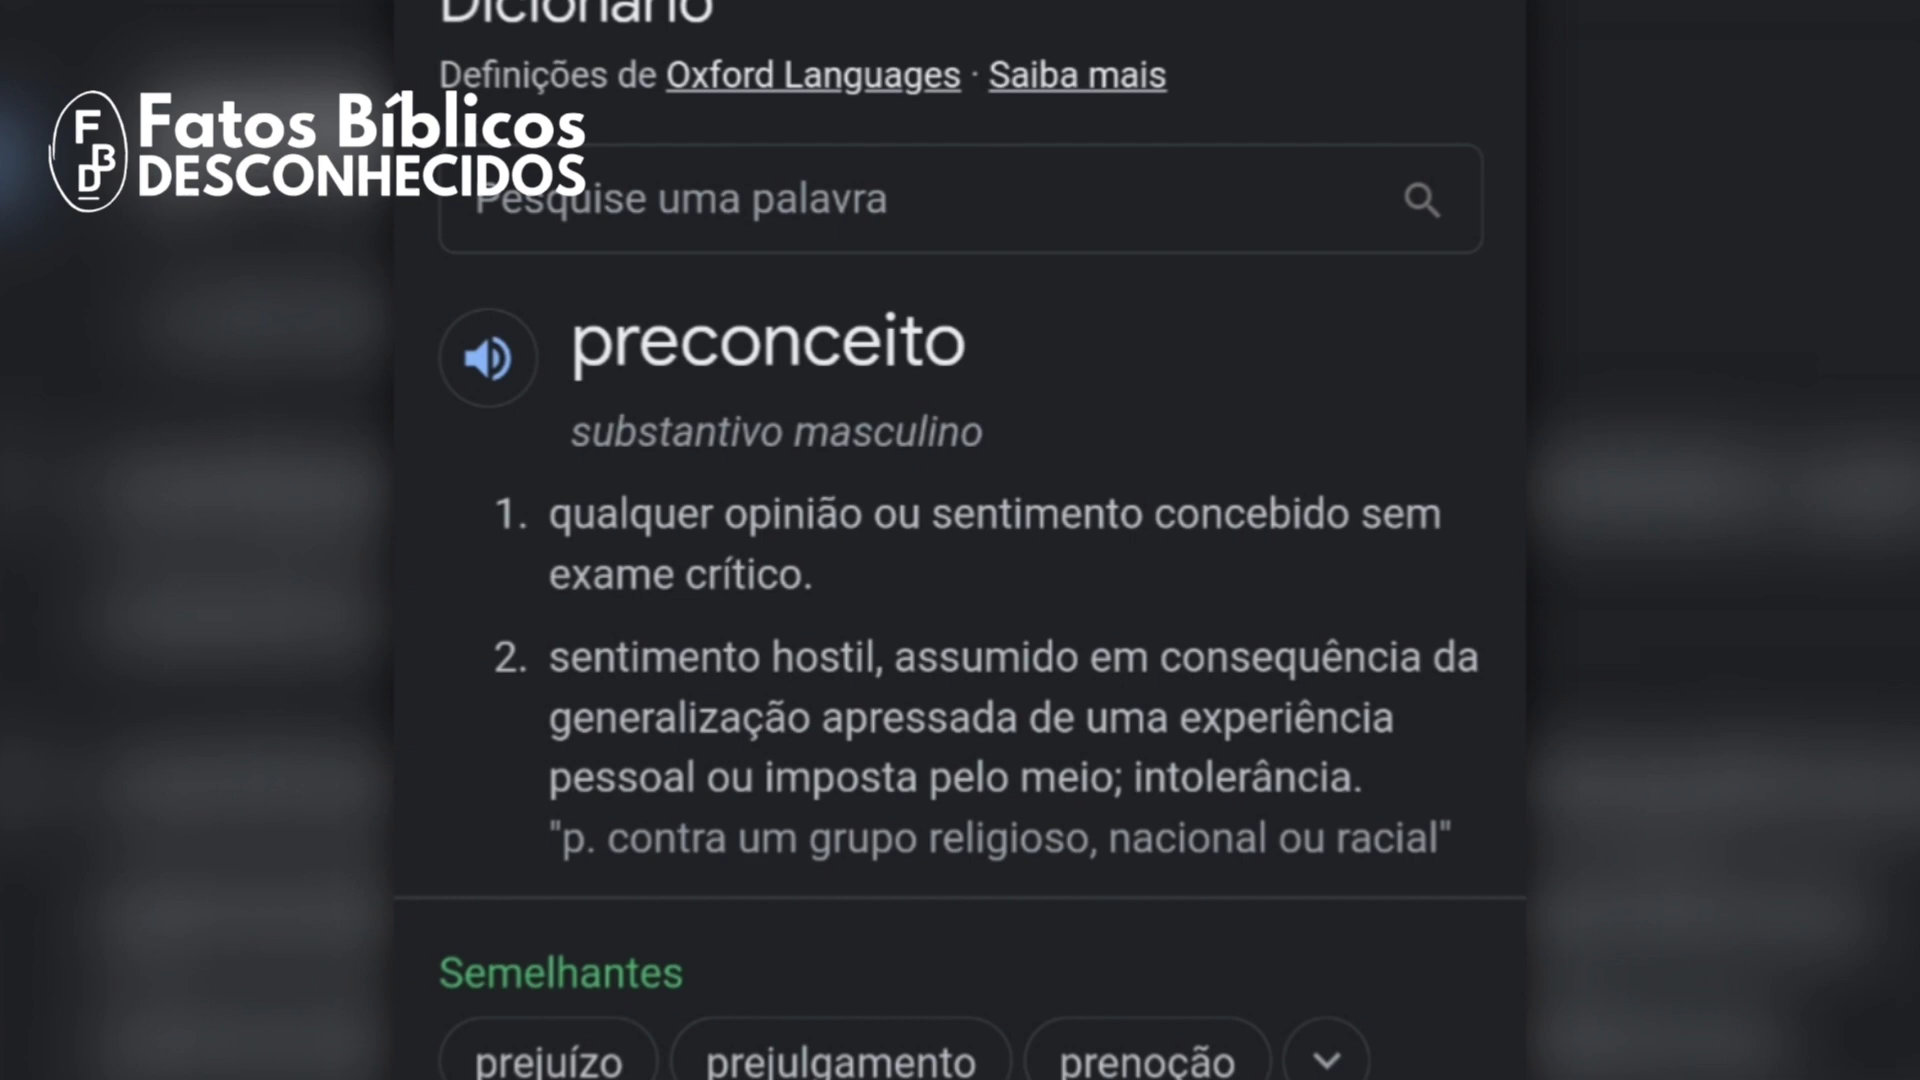 Dicionário
Definições de Oxford Languages · Saiba mais
F
B
D
Fatos Bíblicos
DESCONHECIDOS
Pesquise uma palavra
preconceito
substantivo masculino
1. qualquer opinião ou sentimento concebido sem
exame crítico.
2. sentimento hostil, assumido em consequência da
generalização apressada de uma experiência
pessoal ou imposta pelo meio; intolerância.
"p. contra um grupo religioso, nacional ou racial"
Semelhantes
prejuízo prejulgamento prenoção